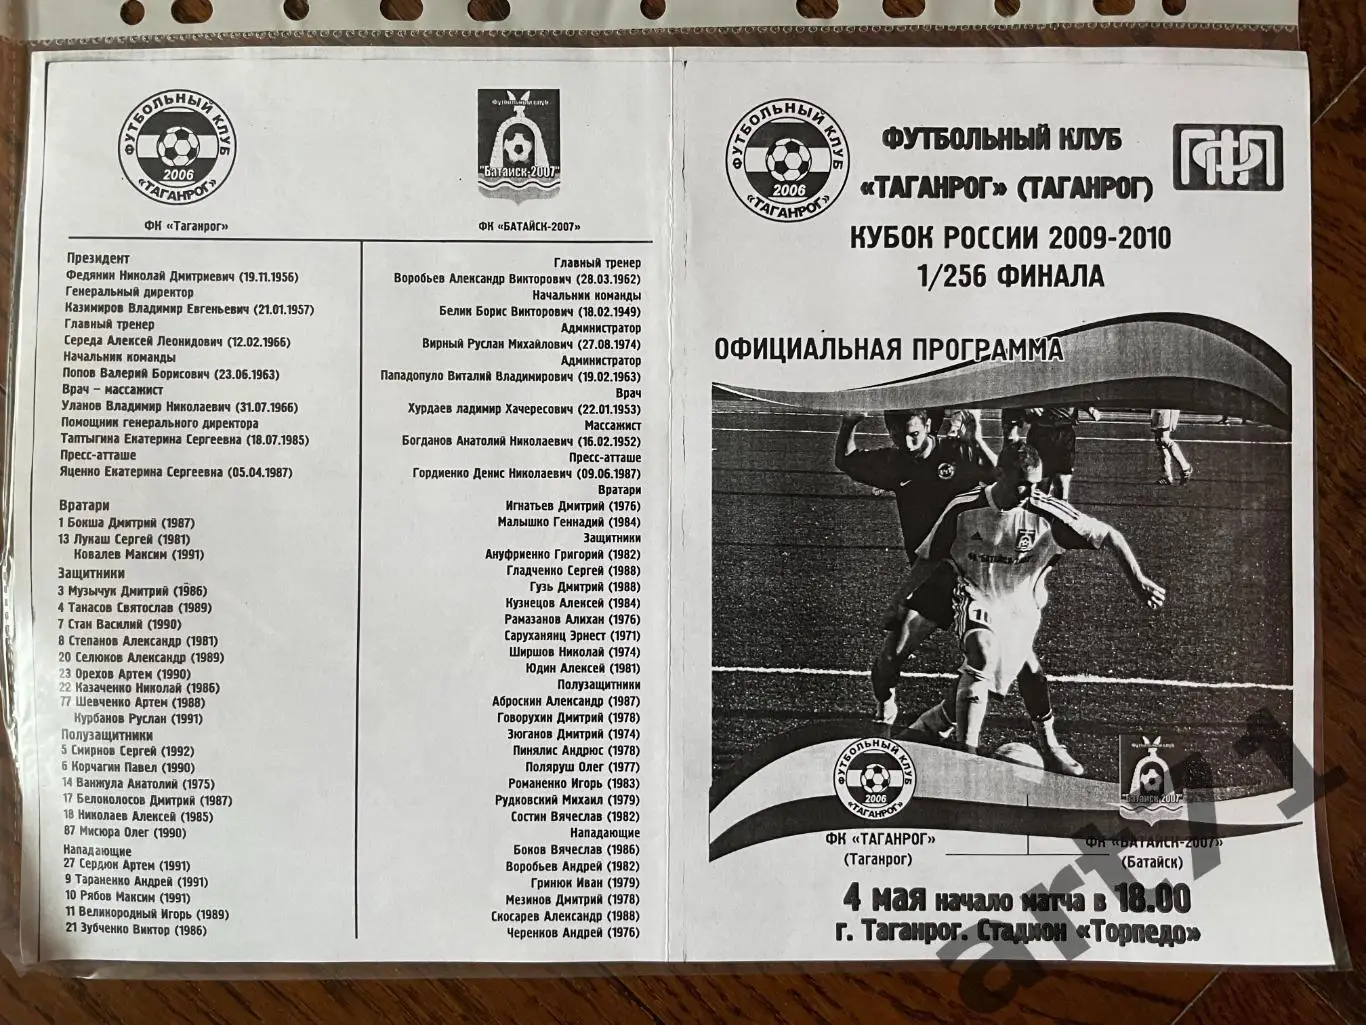 ФУТБОЛЬНЫЙ КЛУБ
2006
«ТАГАНРОГ»
ФК «Таганрог»
Президент
Федянин Николай Дмитриевич (19.11.1956)
Генеральный директор
Казимиров Владимир Евгеньевич (21.01.1957)
Главный тренер
Середа Алексей Леонидович (12.02.1966)
Начальник команды
Попов Валерий Борисович (23.06.1963)
Врач – массажист
Уланов Владимир Николаевич (31.07.1966)
Помощник генерального директора
Таптыгина Екатерина Сергеевна (18.07.1985)
Пресс-атташе
Яценко Екатерина Сергеевна (05.04.1987)
Вратари
1 Бокша Дмитрий (1987)
13 Лукаш Сергей (1981)
Ковалев Максим (1991)
Защитники
3 Музычук Дмитрий (1986)
4 Танасов Святослав (1989)
7 Стан Василий (1990)
8 Степанов Александр (1981)
20 Селюков Александр (1989)
23 Орехов Артем (1990)
22 Казаченко Николай (1986)
77 Шевченко Артем (1988)
Курбанов Руслан (1991)
Полузащитники
5 Смирнов Сергей (1992)
6 Корчагин Павел (1990)
14 Ванжула Анатолий (1975)
17 Белоколосов Дмитрий (1987)
18 Николаев Алексей (1985)
87 Мисюра Олег (1990)
Нападающие
27 Сердюк Артем (1991)
9 Тараненко Андрей (1991)
10 Рябов Максим (1991)
11 Великородный Игорь (1989)
21 Зубченко Виктор (1986)
Футбольный клуб
"Батайск-2007"
ФК «БАТАЙСК-2007»
Главный тренер
Воробьев Александр Викторович (28.03.1962)
Начальник команды
Белик Борис Викторович (18.02.1949)
Администратор
Вирный Руслан Михайлович (27.08.1974)
Администратор
Пападопуло Виталий Владимирович (19.02.1963)
Врач
Хурдаев ладимир Хачересович (22.01.1953)
Массажист
Богданов Анатолий Николаевич (16.02.1952)
Пресс-атташе
Гордиенко Денис Николаевич (09.06.1987)
Вратари
Игнатьев Дмитрий (1976)
Малышко Геннадий (1984)
Защитники
Ануфриенко Григорий (1982)
Гладченко Сергей (1988)
Гузь Дмитрий (1988)
Кузнецов Алексей (1984)
Рамазанов Алихан (1976)
Саруханянц Эрнест (1971)
Ширшов Николай (1974)
Юдин Алексей (1981)
Полузащитники
Аброскин Александр (1987)
Говорухин Дмитрий (1978)
Зюганов Дмитрий (1974)
Пинялис Андрюс (1978)
Поляруш Олег (1977)
Романенко Игорь (1983)
Рудковский Михаил (1979)
Состин Вячеслав (1982)
Нападающие
Боков Вячеслав (1986)
Воробьев Андрей (1982)
Гринюк Иван (1979)
Мезинов Дмитрий (1978)
Скосарев Александр (1988)
Черенков Андрей (1976)
ФУТБОЛЬНЫЙ КЛУБ
2006
«ТАГАНРОГ»
ФУТБОЛЬНЫЙ КЛУБ
«ТАГАНРОГ» (ТАГАНРОГ)
ПФЛ
КУБОК РОССИИ 2009-2010
1/256 ФИНАЛА
ОФИЦИАЛЬНАЯ ПРОГРАММА
ФУТБОЛЬНЫЙ КЛУБ
2006
«ТАГАНРОГ»
ФК «ТАГАНРОГ»
(Таганрог)
Батайск-2007
ФК «БАТАЙСК-2007»
(Батайск)
4 мая начало матча в 18.00
г. Таганрог. Стадион «Торпедо»
artz1